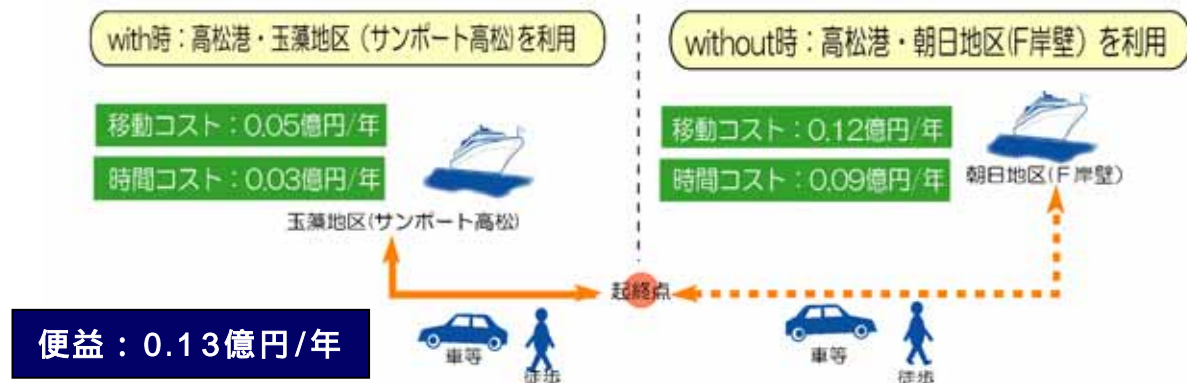 with時：高松港・玉藻地区（サンポート高松）を利用
移動コスト：0.05億円/年
時間コスト：0.03億円/年
玉藻地区(サンポート高松)
without時：高松港・朝日地区(F岸壁）を利用
移動コスト：0.12億円/年
時間コスト：0.09億円/年
朝日地区(Ｆ岸壁）
起終点
車等
徒歩
車等
徒歩
便益：0.13億円/年